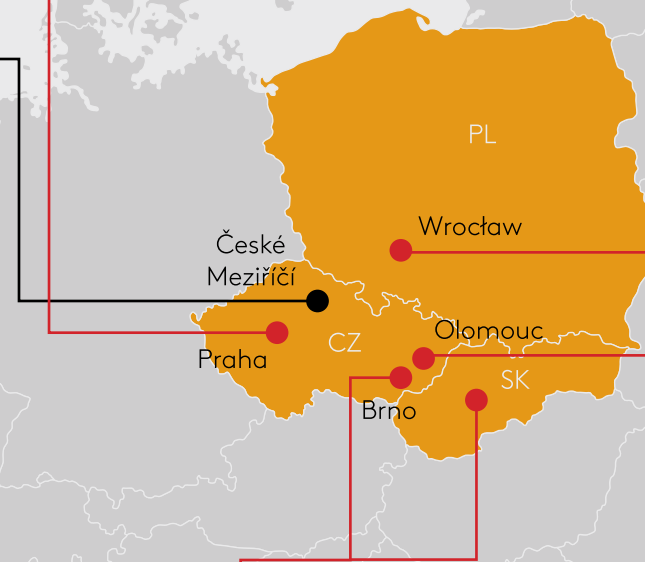 PL
Wrocław
České
Meziříčí
Olomouc
CZ
Praha
SK
Brno